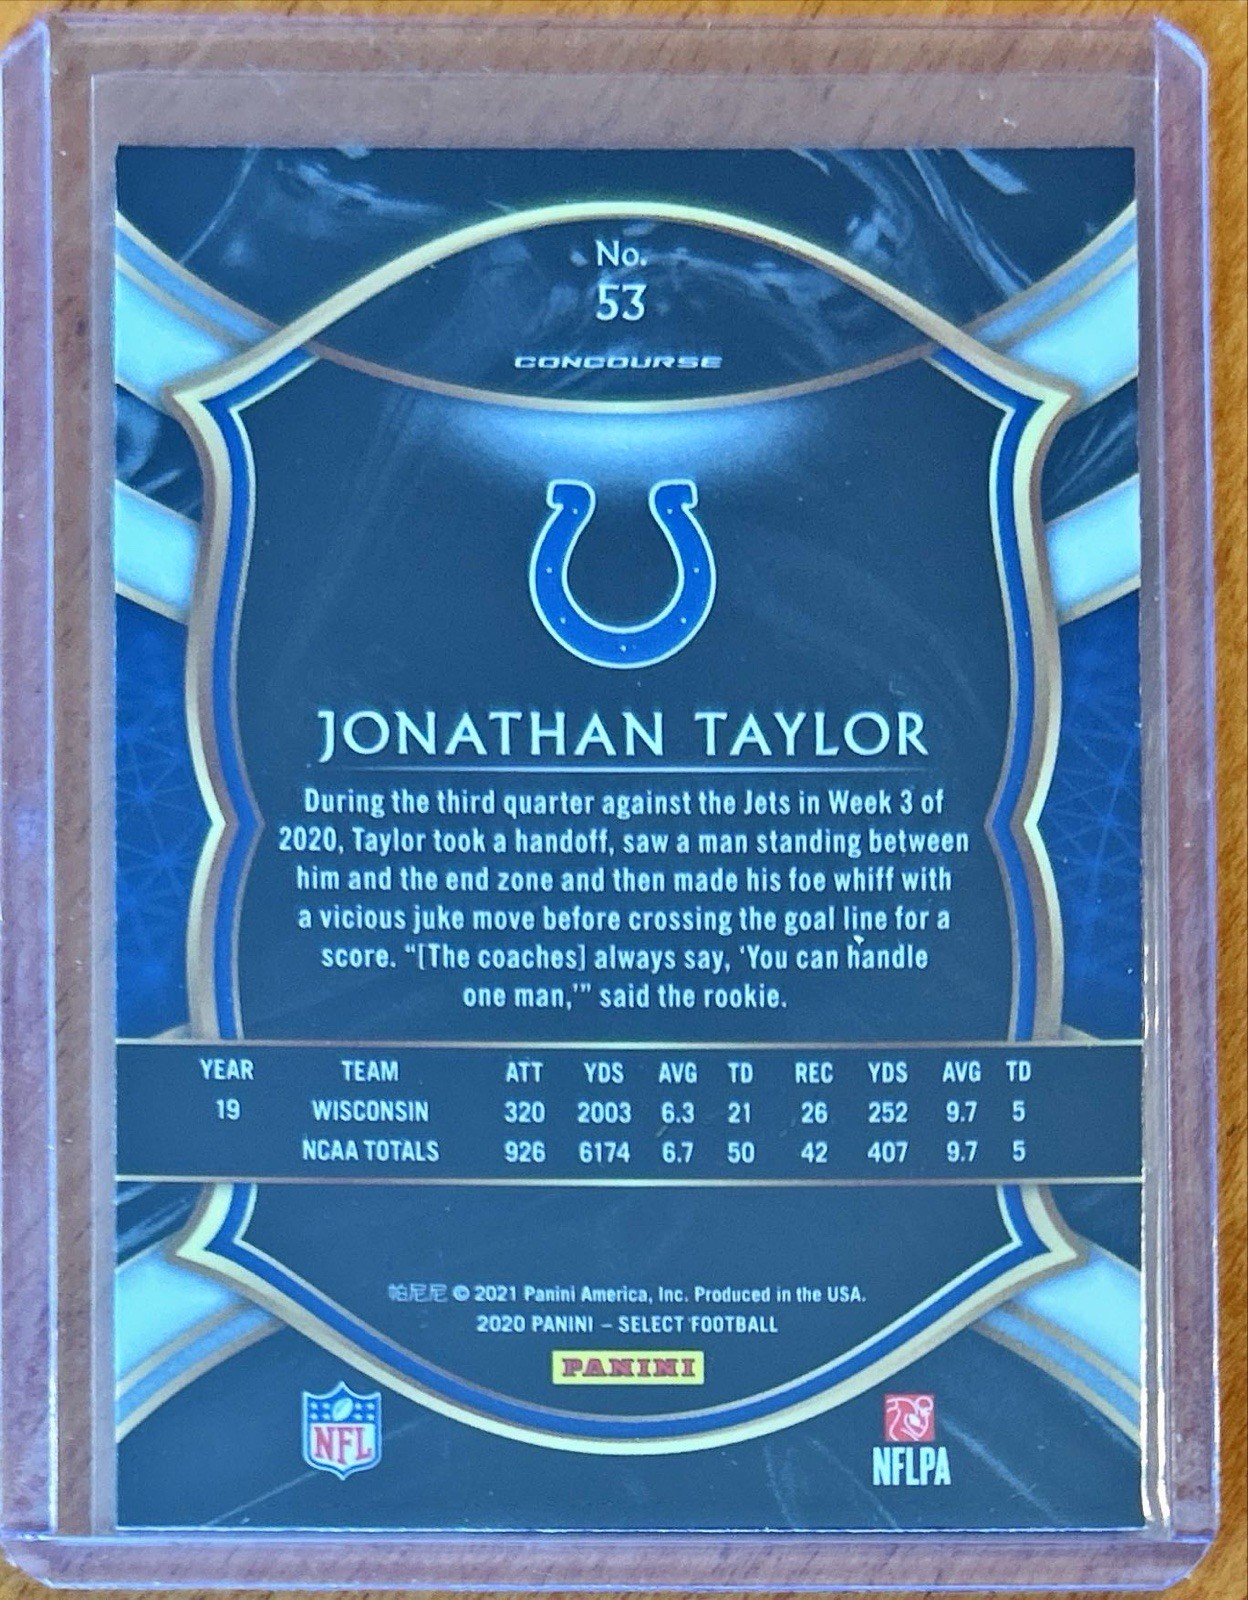 No.
53
CONCOURSE
JONATHAN TAYLOR
During the third quarter against the Jets in Week 3 of
2020, Taylor took a handoff, saw a man standing between
him and the end zone and then made his foe whiff with
a vicious juke move before crossing the goal line for a
score. “[The coaches] always say, ‘You can handle
one man,’” said the rookie.
YEAR TEAM ATT YDS AVG TD REC YDS AVG TD
19 WISCONSIN 320 2003 6.3 21 26 252 9.7 5
NCAA TOTALS 926 6174 6.7 50 42 407 9.7 5
帕尼尼 © 2021 Panini America, Inc. Produced in the USA.
2020 PANINI – SELECT FOOTBALL
PANINI
NFL
NFLPA